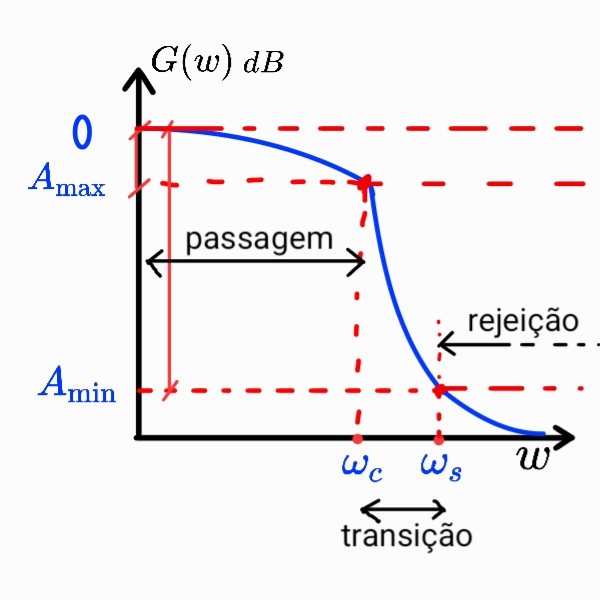 G(w) dB
0
A_max
passagem
rejeição
A_min
ω_c
ω_s
w
transição